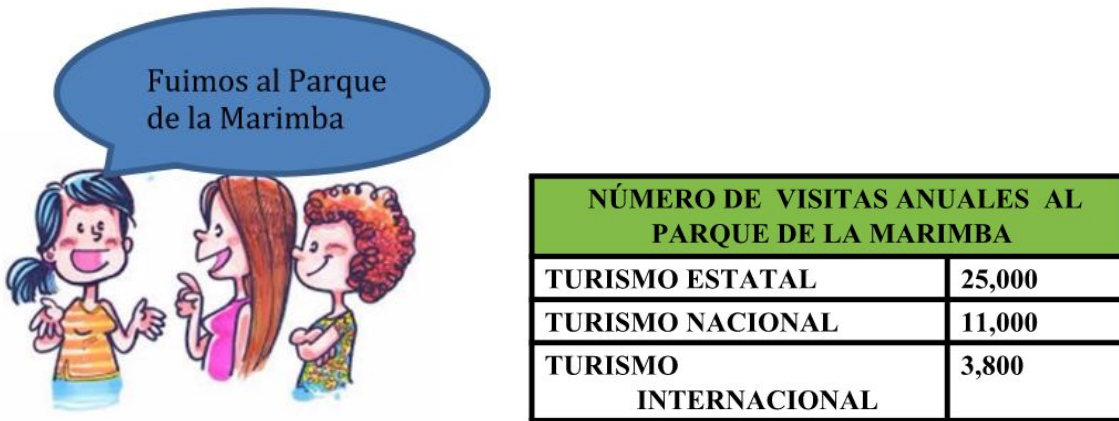 Fuimos al Parque
de la Marimba
NÚMERO DE VISITAS ANUALES AL
PARQUE DE LA MARIMBA
TURISMO ESTATAL 25,000
TURISMO NACIONAL 11,000
TURISMO 3,800
INTERNACIONAL